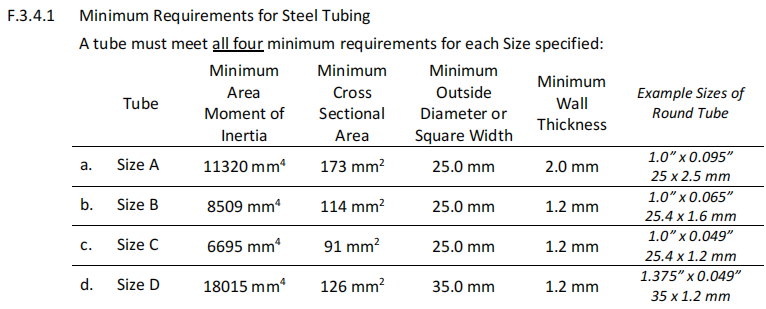 F.3.4.1 Minimum Requirements for Steel Tubing
A tube must meet all four minimum requirements for each Size specified:
Tube Minimum Area Moment of Inertia Minimum Cross Sectional Area Minimum Outside Diameter or Square Width Minimum Wall Thickness Example Sizes of Round Tube
a. Size A 11320 mm⁴ 173 mm² 25.0 mm 2.0 mm 1.0” x 0.095”
25 x 2.5 mm
b. Size B 8509 mm⁴ 114 mm² 25.0 mm 1.2 mm 1.0” x 0.065”
25.4 x 1.6 mm
c. Size C 6695 mm⁴ 91 mm² 25.0 mm 1.2 mm 1.0” x 0.049”
25.4 x 1.2 mm
d. Size D 18015 mm⁴ 126 mm² 35.0 mm 1.2 mm 1.375” x 0.049”
35 x 1.2 mm